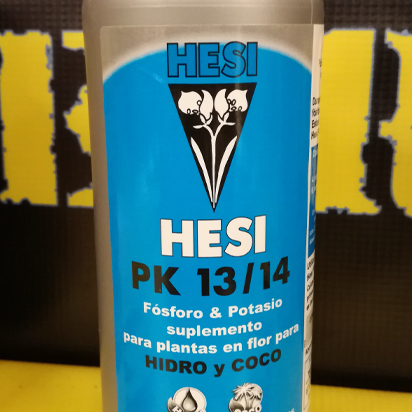 HESI
HESI
PK 13/14
Fósforo & Potasio
suplemento
para plantas en flor para
HIDRO y COCO